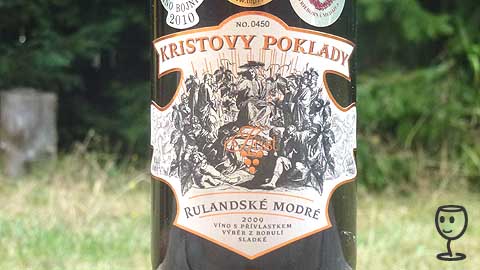 NO. 0450
KRISTOVY POKLADY
RULANDSKÉ MODRÉ
2009
VÍNO S PŘÍVLASTKEM
VÝBĚR Z BOBULÍ
SLADKÉ
2010